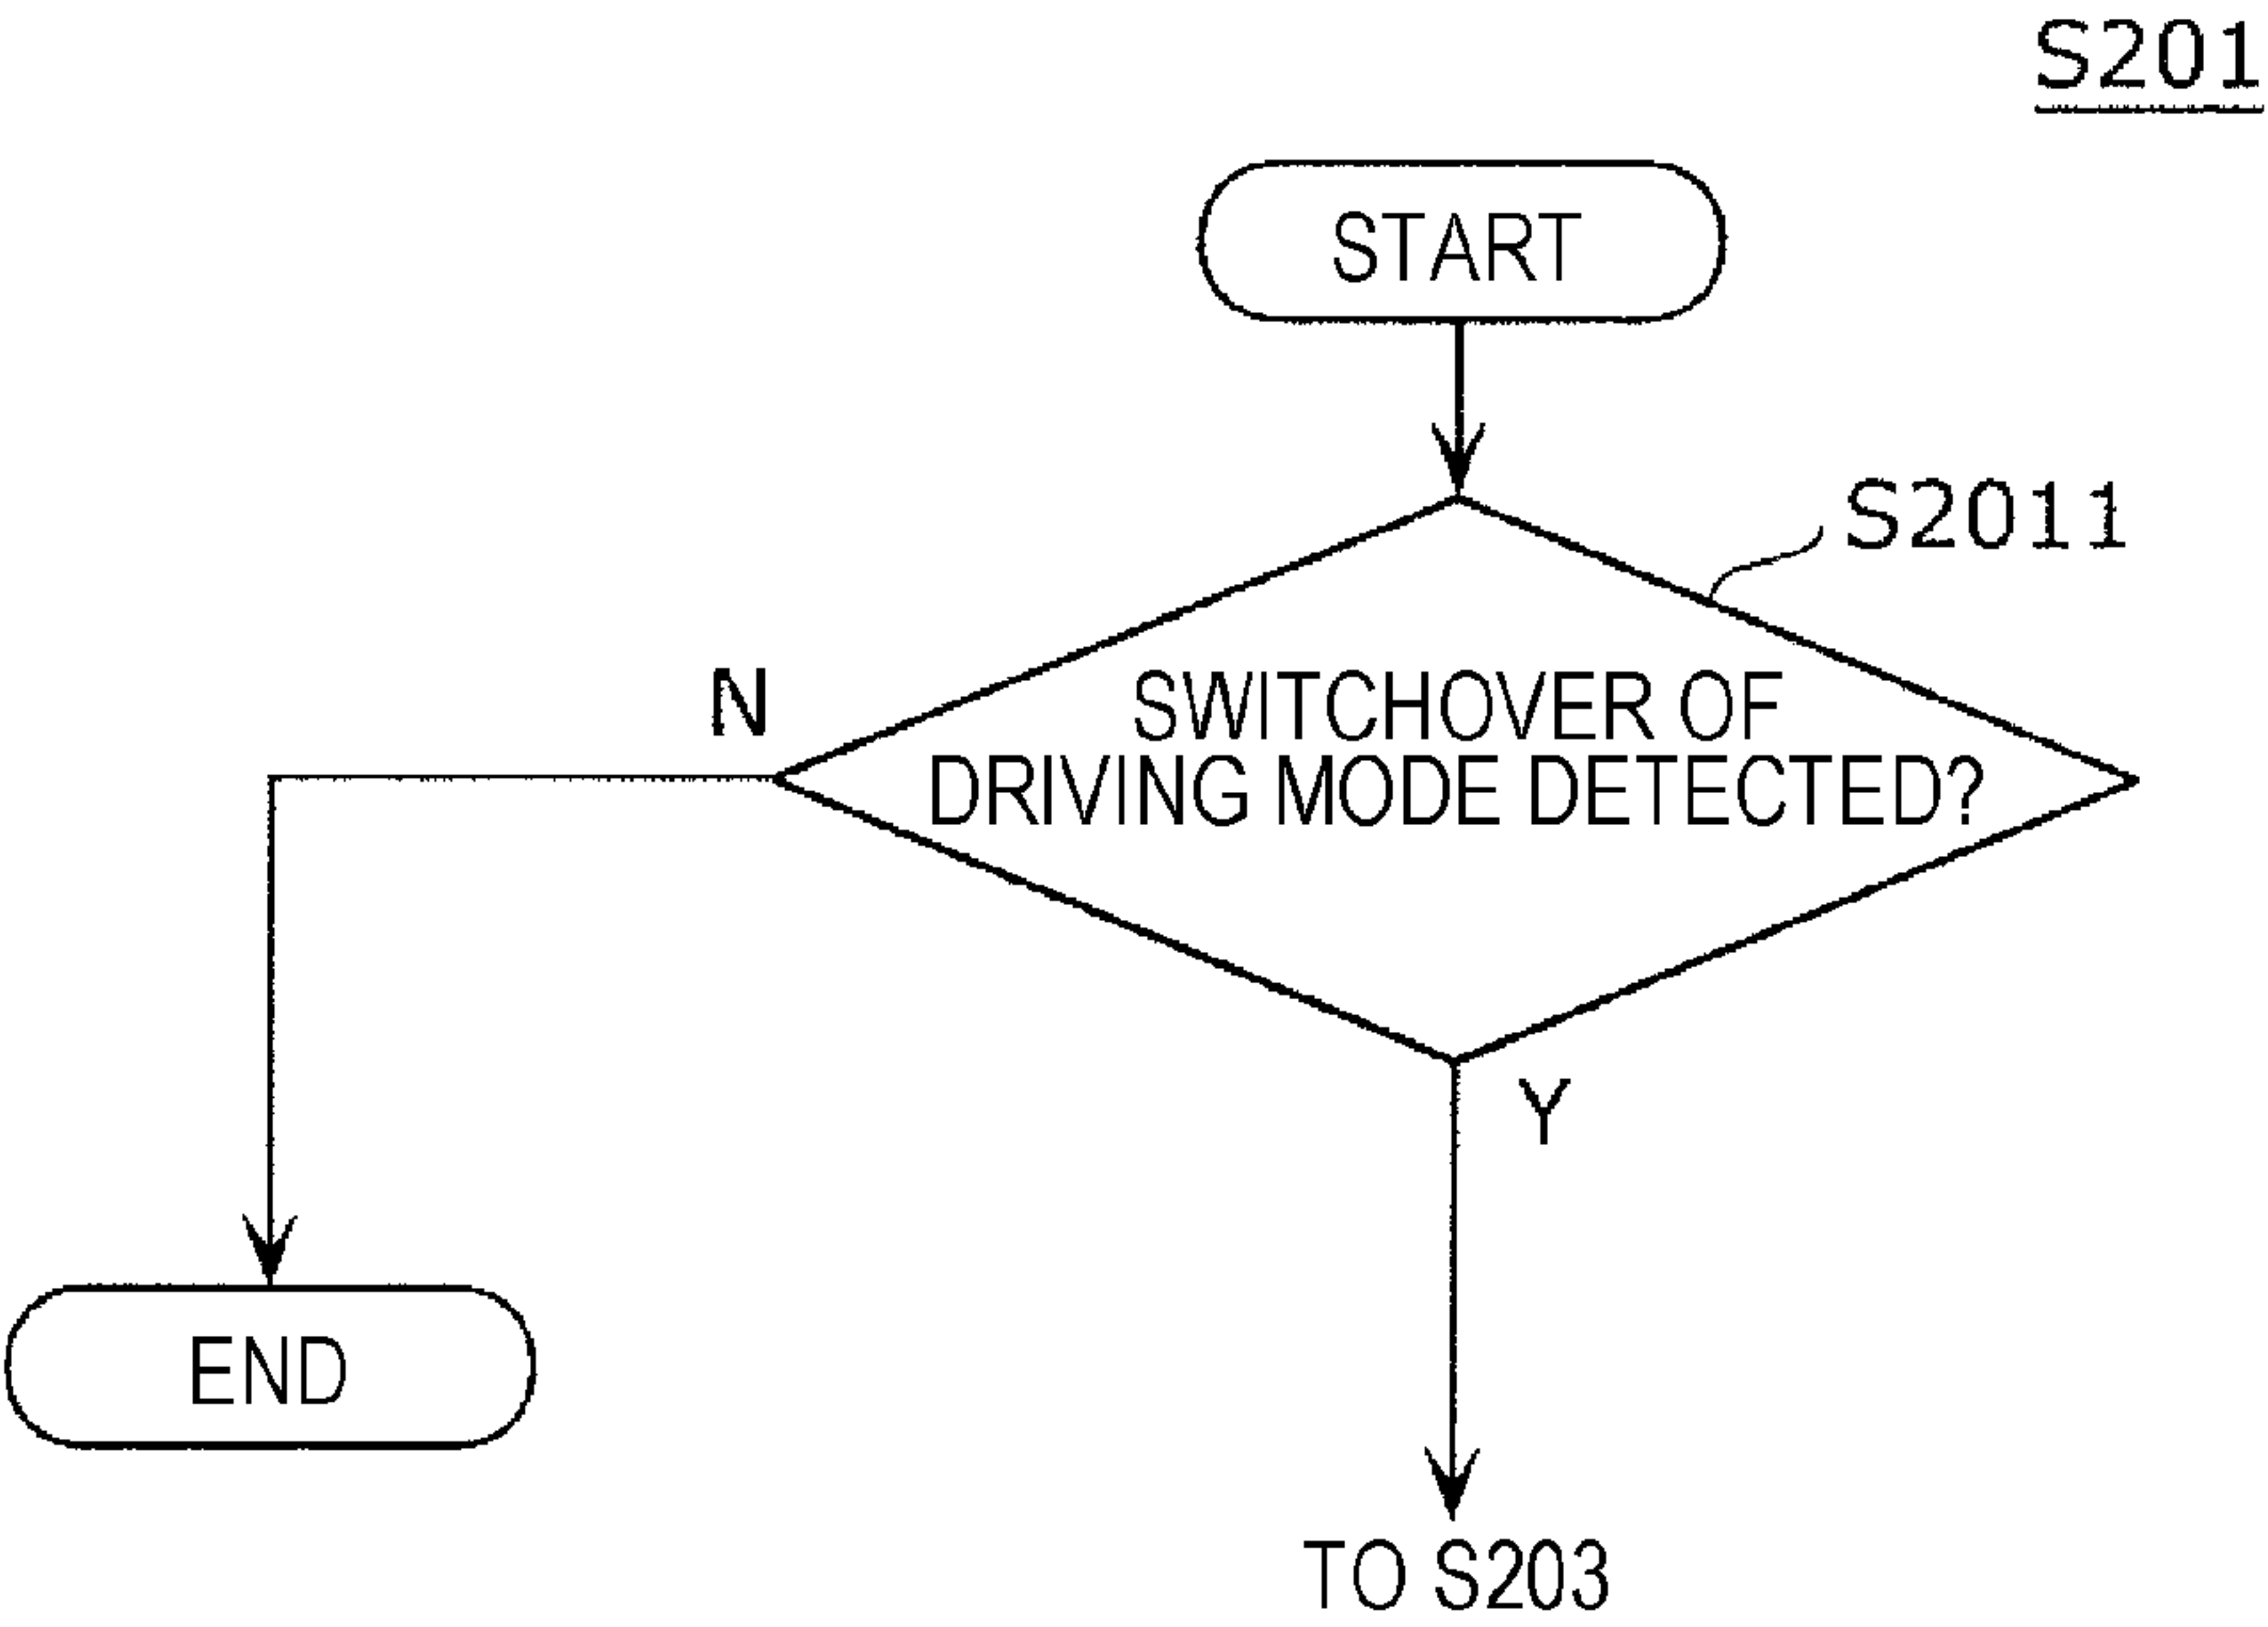 S201
START
S2011
N
SWITCHOVER OF
DRIVING MODE DETECTED?
Y
END
TO S203